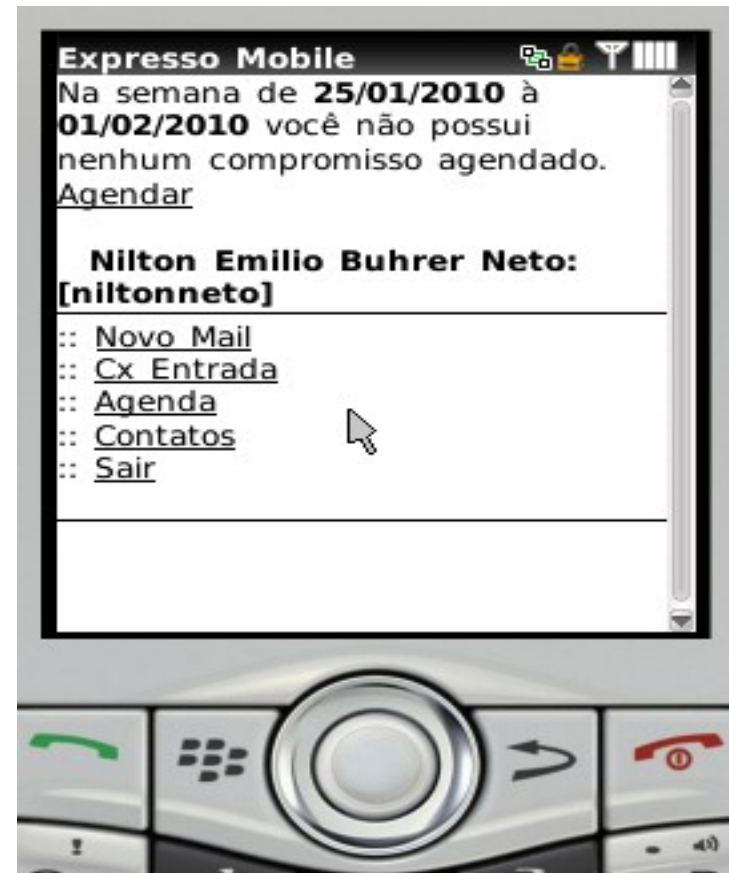 Expresso Mobile
Na semana de 25/01/2010 à
01/02/2010 você não possui
nenhum compromisso agendado.
Agendar
Nilton Emilio Buhrer Neto:
[niltonneto]
:: Novo Mail
:: Cx Entrada
:: Agenda
:: Contatos
:: Sair